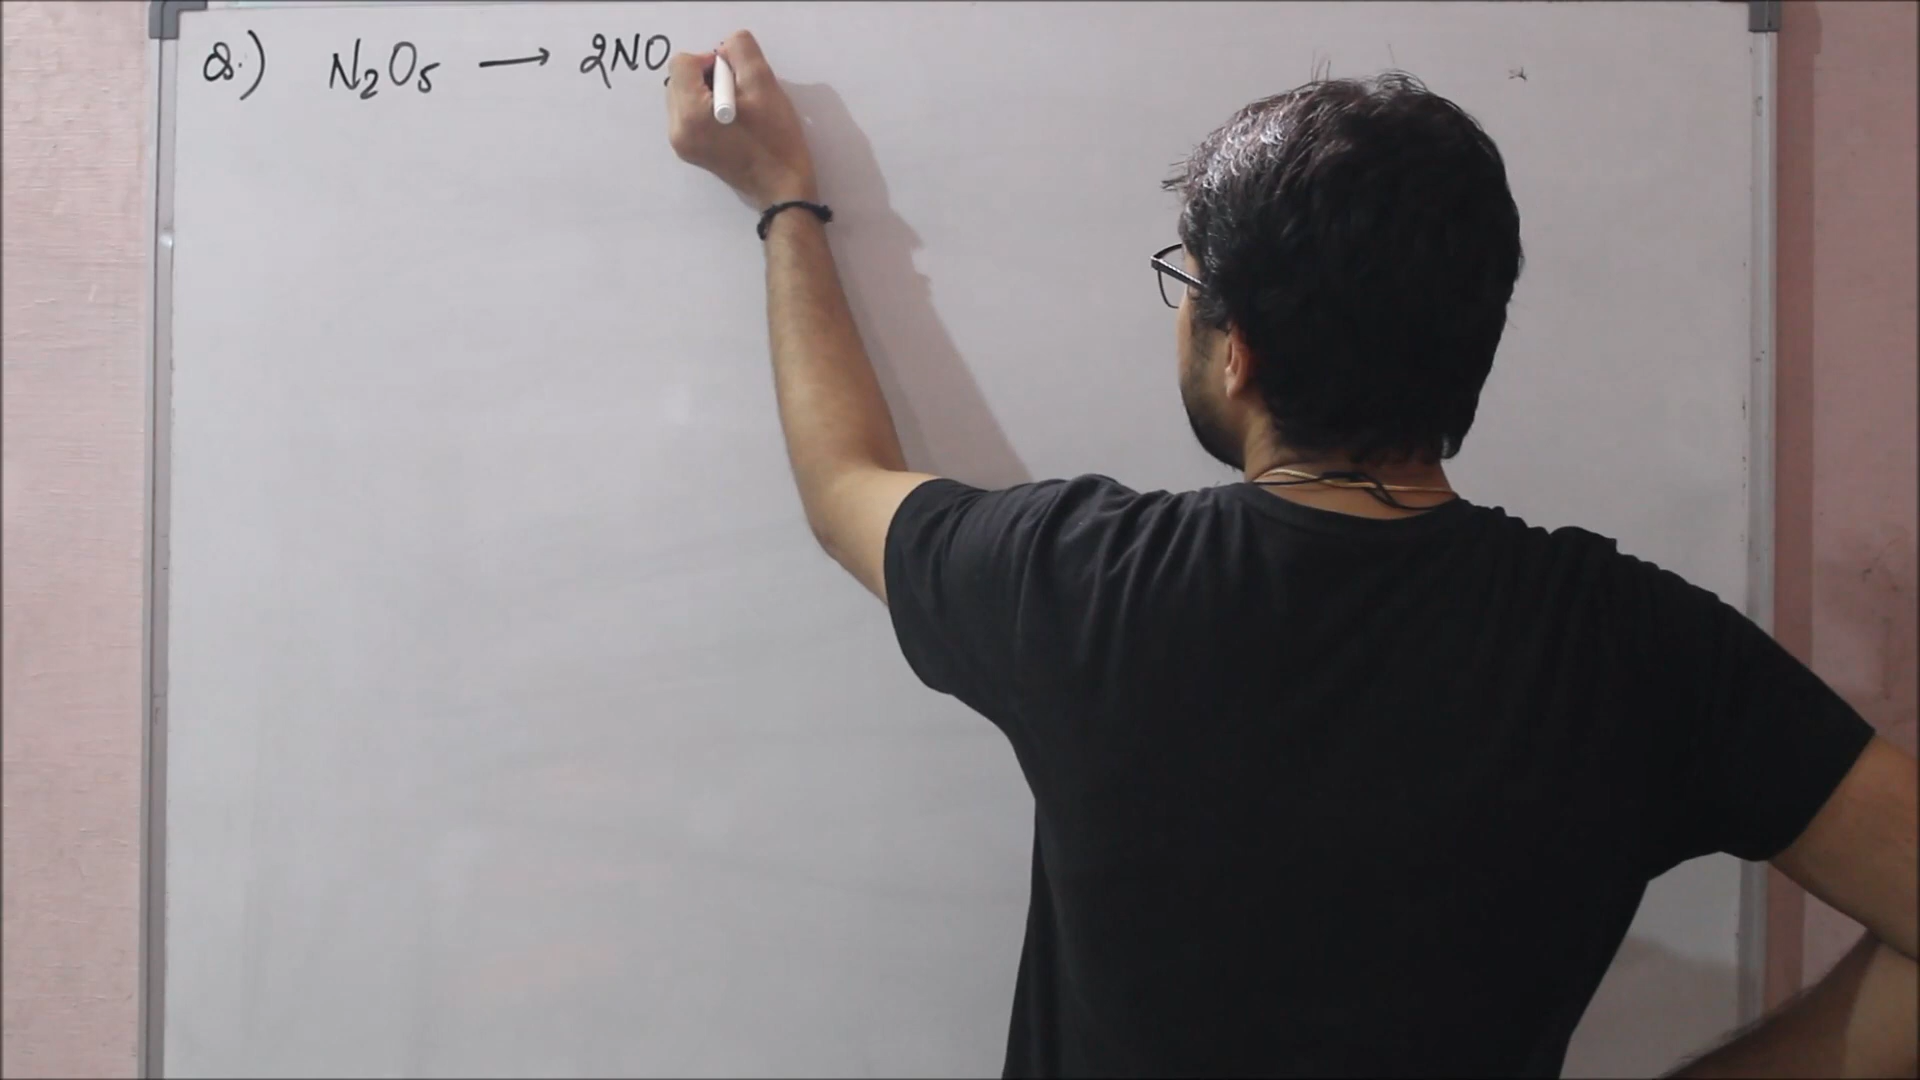 Q.) N₂O₅ → 2NO